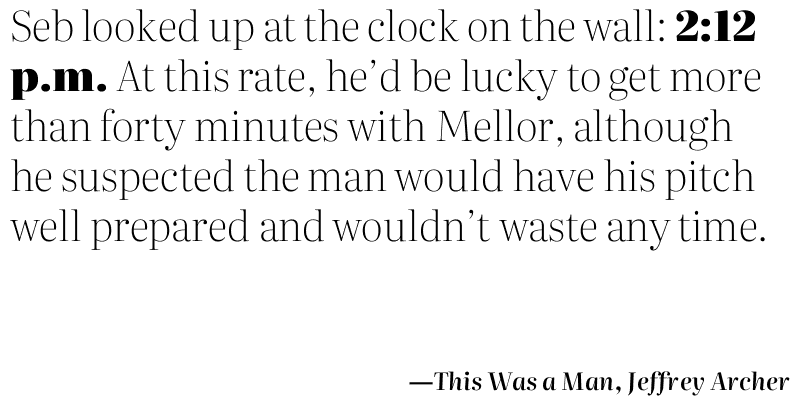 Seb looked up at the clock on the wall: 2:12
p.m. At this rate, he’d be lucky to get more
than forty minutes with Mellor, although
he suspected the man would have his pitch
well prepared and wouldn’t waste any time.
—This Was a Man, Jeffrey Archer